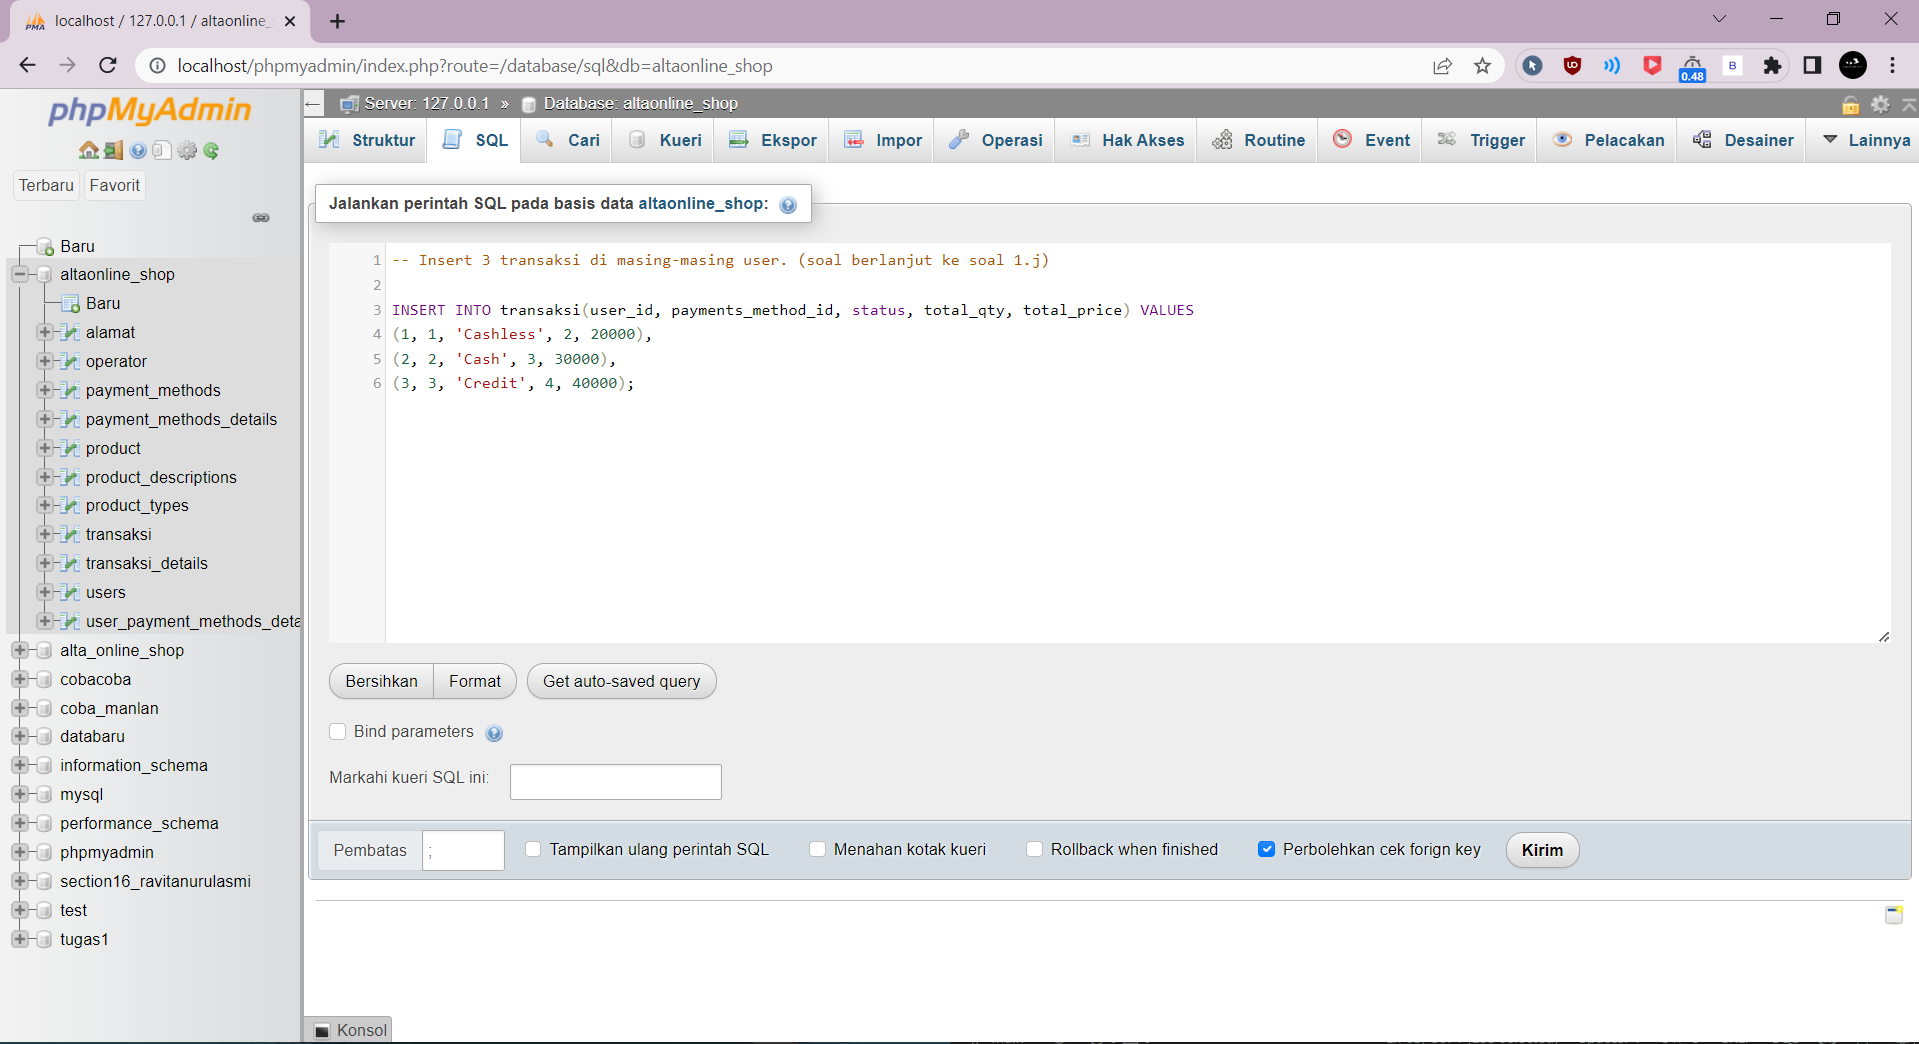 localhost / 127.0.0.1 / altaonline_
localhost/phpmyadmin/index.php?route=/database/sql&db=altaonline_shop
0.48
phpMyAdmin
Terbaru Favorit
Baru
altaonline_shop
Baru
alamat
operator
payment_methods
payment_methods_details
product
product_descriptions
product_types
transaksi
transaksi_details
users
user_payment_methods_deta
alta_online_shop
cobacoba
coba_manlan
databaru
information_schema
mysql
performance_schema
phpmyadmin
section16_ravitanurulasmi
test
tugas1
Server: 127.0.0.1 » Database: altaonline_shop
Struktur SQL Cari Kueri Ekspor Impor Operasi Hak Akses Routine Event Trigger Pelacakan Desainer Lainnya
Jalankan perintah SQL pada basis data altaonline_shop:
1 -- Insert 3 transaksi di masing-masing user. (soal berlanjut ke soal 1.j)
2
3 INSERT INTO transaksi(user_id, payments_method_id, status, total_qty, total_price) VALUES
4 (1, 1, 'Cashless', 2, 20000),
5 (2, 2, 'Cash', 3, 30000),
6 (3, 3, 'Credit', 4, 40000);
Bersihkan Format Get auto-saved query
Bind parameters
Markahi kueri SQL ini:
Pembatas ; Tampilkan ulang perintah SQL Menahan kotak kueri Rollback when finished Perbolehkan cek forign key Kirim
Konsol